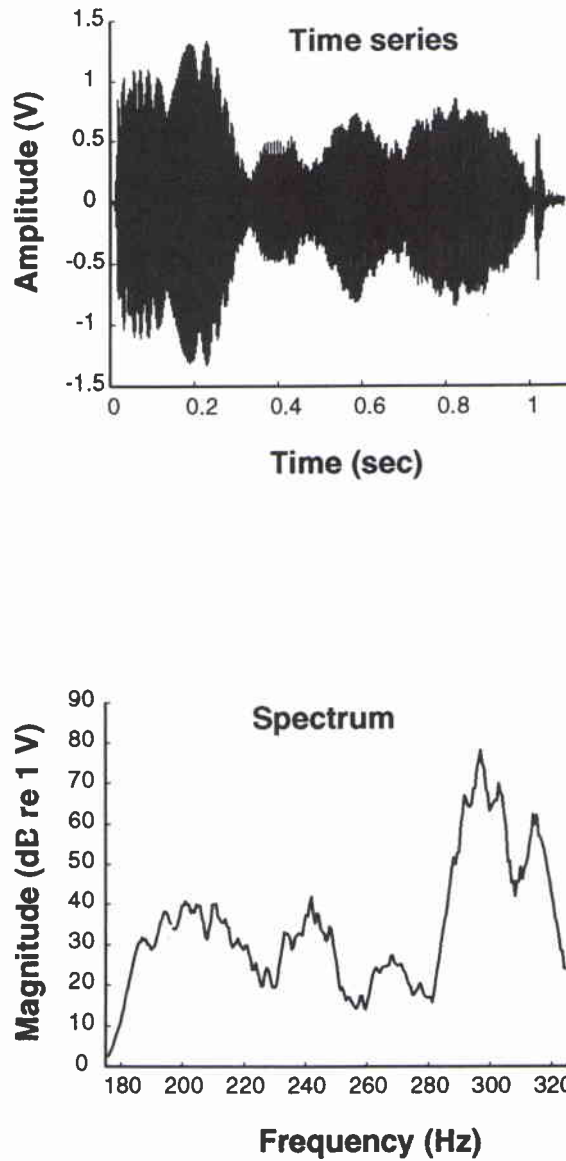 Time series
1.5
1
0.5
0
-0.5
-1
-1.5
Amplitude (V)
0 0.2 0.4 0.6 0.8 1
Time (sec)
Spectrum
90
80
70
60
50
40
30
20
10
0
Magnitude (dB re 1 V)
180 200 220 240 260 280 300 320
Frequency (Hz)